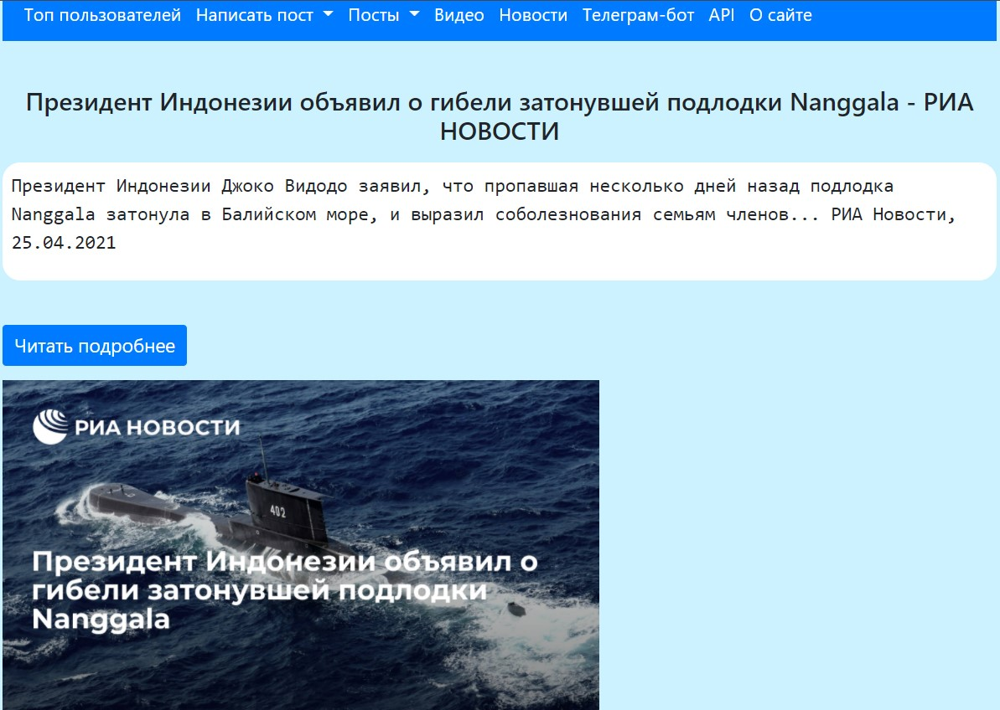 Топ пользователей Написать пост Посты Видео Новости Телеграм-бот API О сайте
Президент Индонезии объявил о гибели затонувшей подлодки Nanggala - РИА
НОВОСТИ
Президент Индонезии Джоко Видодо заявил, что пропавшая несколько дней назад подлодка
Nanggala затонула в Балийском море, и выразил соболезнования семьям членов... РИА Новости,
25.04.2021
Читать подробнее
РИА НОВОСТИ
402
Президент Индонезии объявил о
гибели затонувшей подлодки
Nanggala